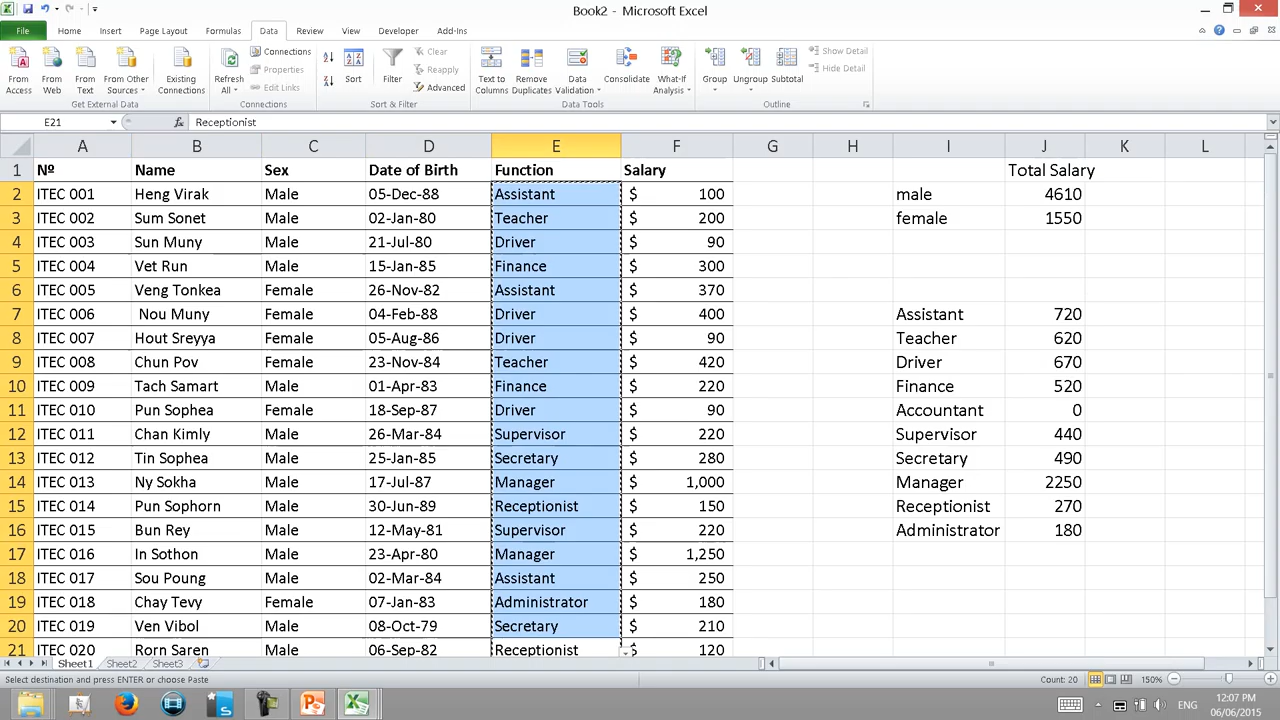 Book2 - Microsoft Excel
File Home Insert Page Layout Formulas Data Review View Developer Add-Ins
From Access From Web From Text From Other Sources Existing Connections Refresh All Connections Properties Edit Links Sort Filter Clear Reapply Advanced Text to Columns Remove Duplicates Data Validation Consolidate What-If Analysis Group Ungroup Subtotal Show Detail Hide Detail
Get External Data Connections Sort & Filter Data Tools Outline
E21 fx Receptionist
A B C D E F G H I J K L
1 Nº Name Sex Date of Birth Function Salary Total Salary
2 ITEC 001 Heng Virak Male 05-Dec-88 Assistant $ 100 male 4610
3 ITEC 002 Sum Sonet Male 02-Jan-80 Teacher $ 200 female 1550
4 ITEC 003 Sun Muny Male 21-Jul-80 Driver $ 90
5 ITEC 004 Vet Run Male 15-Jan-85 Finance $ 300
6 ITEC 005 Veng Tonkea Female 26-Nov-82 Assistant $ 370
7 ITEC 006 Nou Muny Female 04-Feb-88 Driver $ 400 Assistant 720
8 ITEC 007 Hout Sreyya Female 05-Aug-86 Driver $ 90 Teacher 620
9 ITEC 008 Chun Pov Female 23-Nov-84 Teacher $ 420 Driver 670
10 ITEC 009 Tach Samart Male 01-Apr-83 Finance $ 220 Finance 520
11 ITEC 010 Pun Sophea Female 18-Sep-87 Driver $ 90 Accountant 0
12 ITEC 011 Chan Kimly Male 26-Mar-84 Supervisor $ 220 Supervisor 440
13 ITEC 012 Tin Sophea Male 25-Jan-85 Secretary $ 280 Secretary 490
14 ITEC 013 Ny Sokha Male 17-Jul-87 Manager $ 1,000 Manager 2250
15 ITEC 014 Pun Sophorn Male 30-Jun-89 Receptionist $ 150 Receptionist 270
16 ITEC 015 Bun Rey Male 12-May-81 Supervisor $ 220 Administrator 180
17 ITEC 016 In Sothon Male 23-Apr-80 Manager $ 1,250
18 ITEC 017 Sou Poung Male 02-Mar-84 Assistant $ 250
19 ITEC 018 Chay Tevy Female 07-Jan-83 Administrator $ 180
20 ITEC 019 Ven Vibol Male 08-Oct-79 Secretary $ 210
21 ITEC 020 Rorn Saren Male 06-Sep-82 Receptionist $ 120
Sheet1 Sheet2 Sheet3
Select destination and press ENTER or choose Paste Count: 20 150%
ENG 12:07 PM
06/06/2015